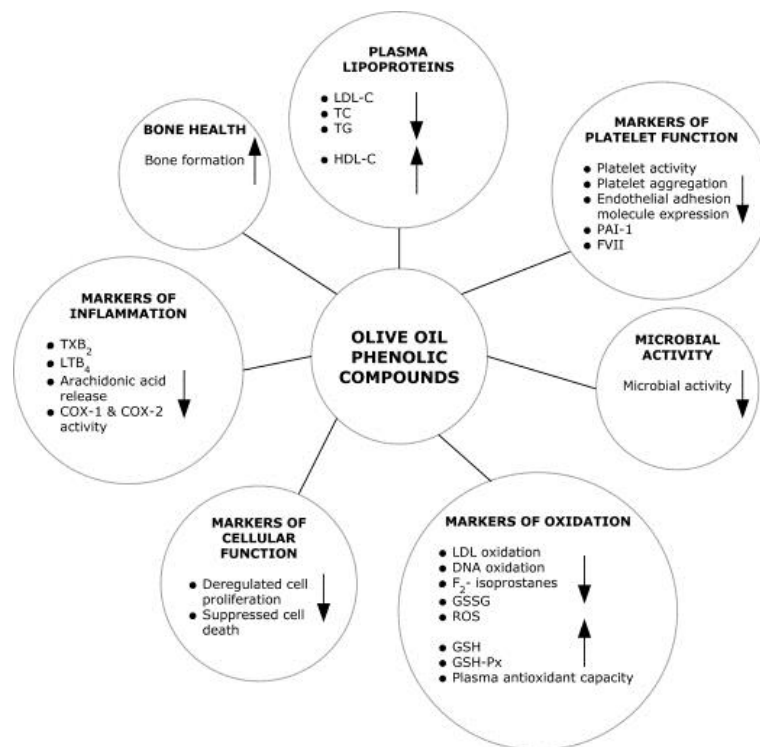 PLASMA
LIPOPROTEINS
● LDL-C
● TC
● TG
● HDL-C
BONE HEALTH
Bone formation
MARKERS OF
PLATELET FUNCTION
● Platelet activity
● Platelet aggregation
● Endothelial adhesion
molecule expression
● PAI-1
● FVII
MARKERS OF
INFLAMMATION
● TXB₂
● LTB₄
● Arachidonic acid
release
● COX-1 & COX-2
activity
OLIVE OIL
PHENOLIC
COMPOUNDS
MICROBIAL
ACTIVITY
Microbial activity
MARKERS OF
CELLULAR
FUNCTION
● Deregulated cell
proliferation
● Suppressed cell
death
MARKERS OF OXIDATION
● LDL oxidation
● DNA oxidation
● F₂- isoprostanes
● GSSG
● ROS
● GSH
● GSH-Px
● Plasma antioxidant capacity